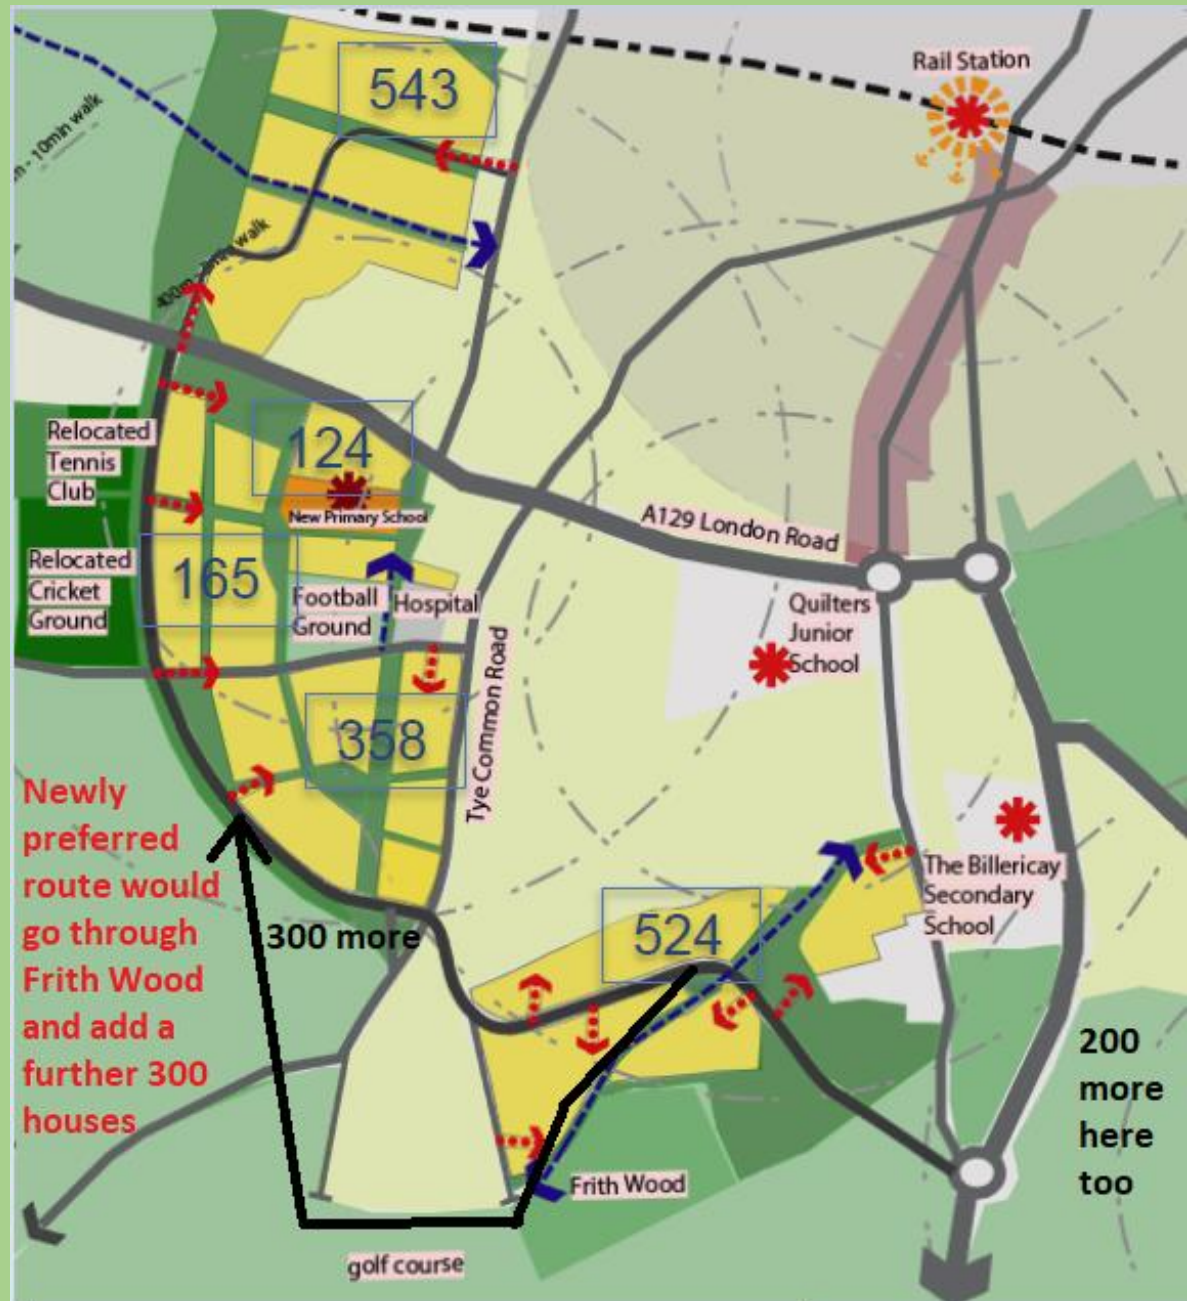 Rail Station
543
m - 10min walk
400m - 5min walk
Relocated
Tennis
Club
124
New Primary School
A129 London Road
Relocated
Cricket
Ground
165
Football
Ground
Hospital
Quilters
Junior
School
Tye Common Road
358
Newly
preferred
route would
go through
Frith Wood
and add a
further 300
houses
300 more
524
The Billericay
Secondary
School
200
more
here
too
Frith Wood
golf course